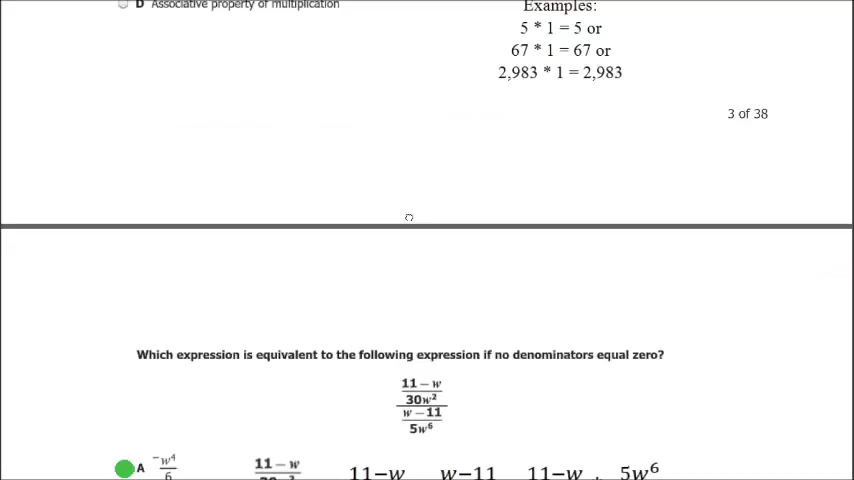 D Associative property of multiplication
Examples:
5 * 1 = 5 or
67 * 1 = 67 or
2,983 * 1 = 2,983
3 of 38
Which expression is equivalent to the following expression if no denominators equal zero?
11 − w
30w²
w − 11
5w⁶
A −w⁴
6
11 − w
11−w w−11 11−w 5w⁶